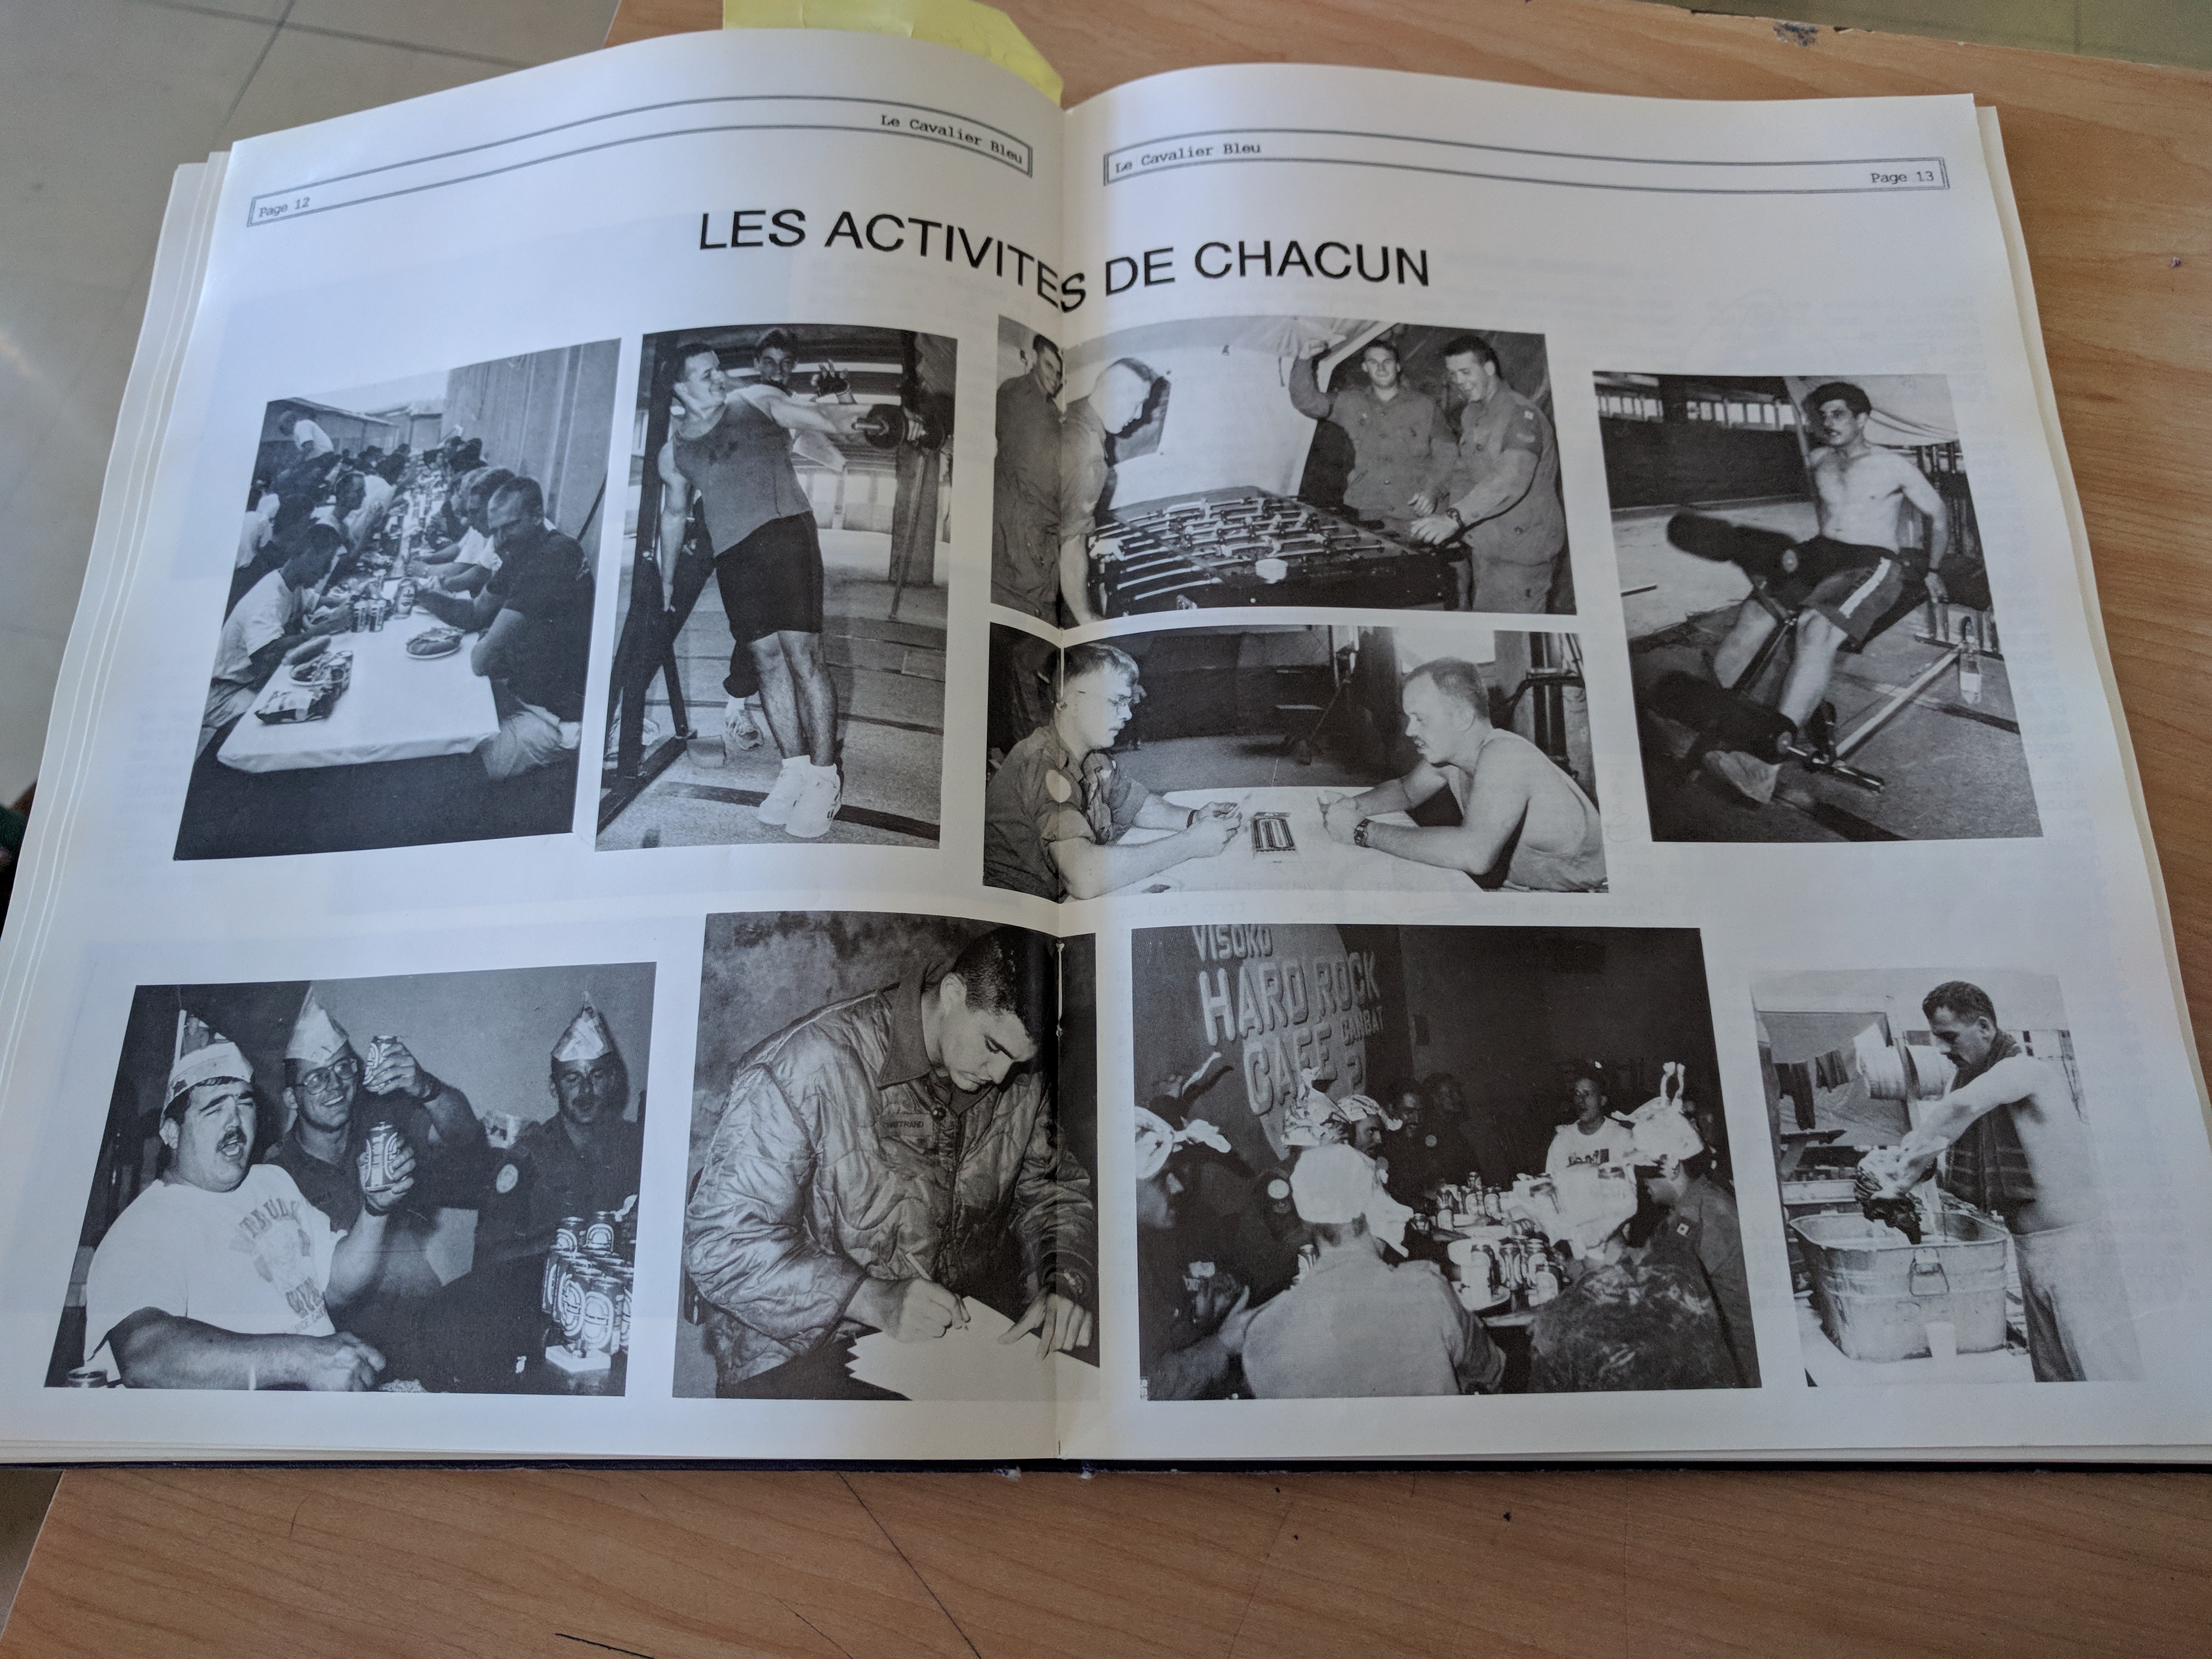 Le Cavalier Bleu
Page 12
Le Cavalier Bleu
Page 13
LES ACTIVITES DE CHACUN
VISOKO
HARD ROCK
CAFE CANBAT
2